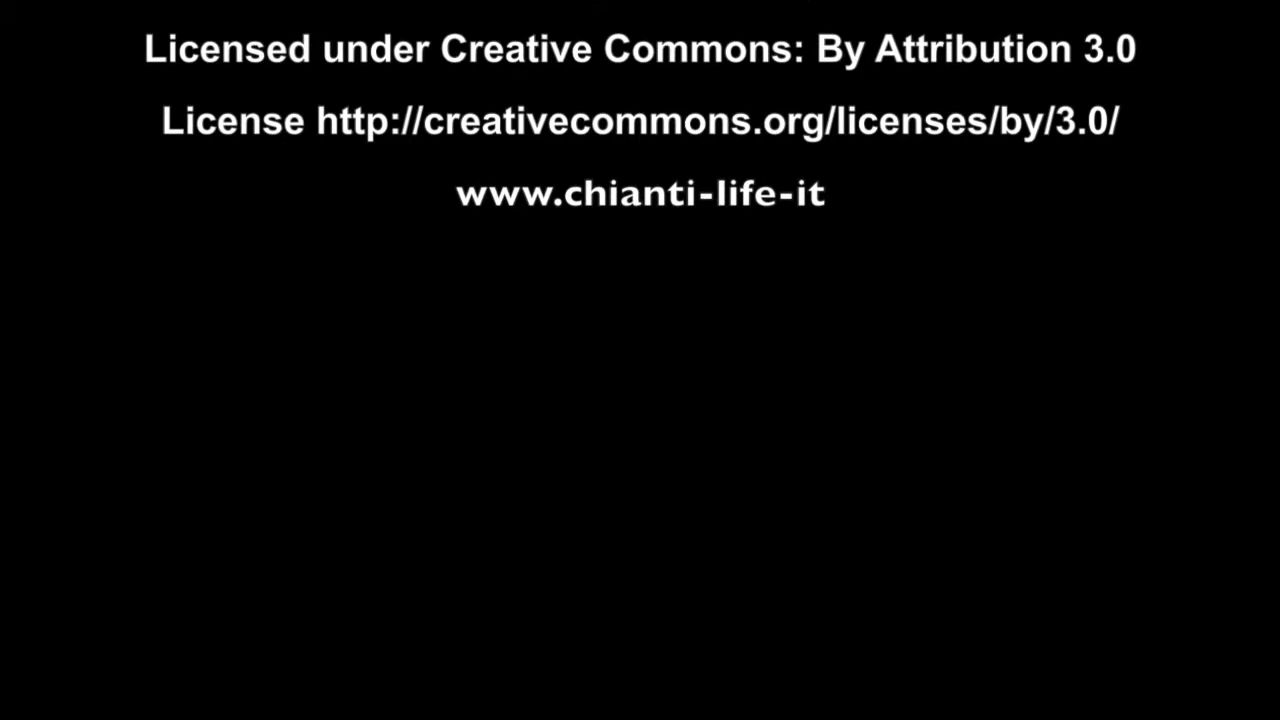 Licensed under Creative Commons: By Attribution 3.0
License http://creativecommons.org/licenses/by/3.0/
www.chianti-life-it